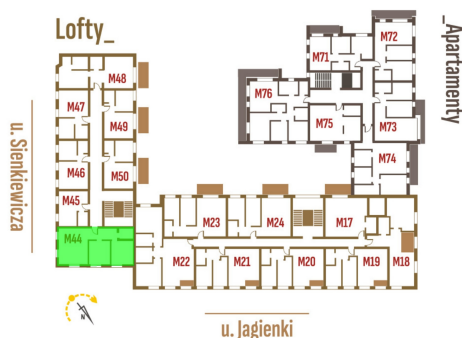 Lofty_
_Apartamenty
M72
M71
M48
M76
M47
M49
M75
M73
M46
M50
M74
M45
M23
M24
M17
M44
M22
M21
M20
M19
M18
u. Sienkiewicza
u. Jagienki
N